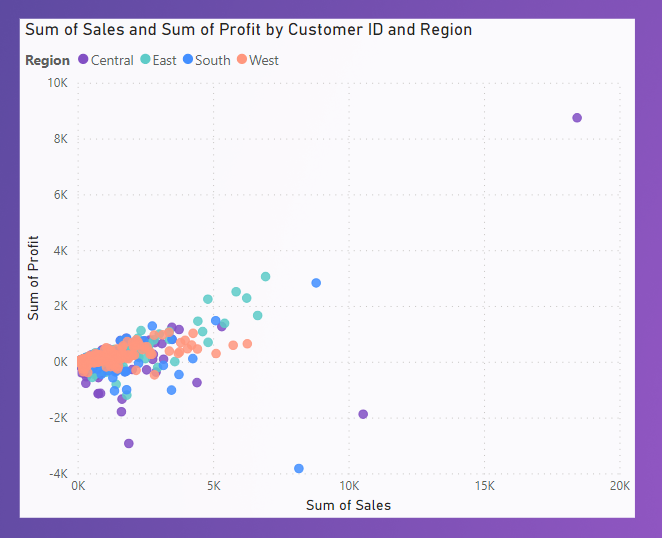 Sum of Sales and Sum of Profit by Customer ID and Region
Region Central East South West
10K
8K
6K
4K
2K
0K
-2K
-4K
Sum of Profit
0K 5K 10K 15K 20K
Sum of Sales